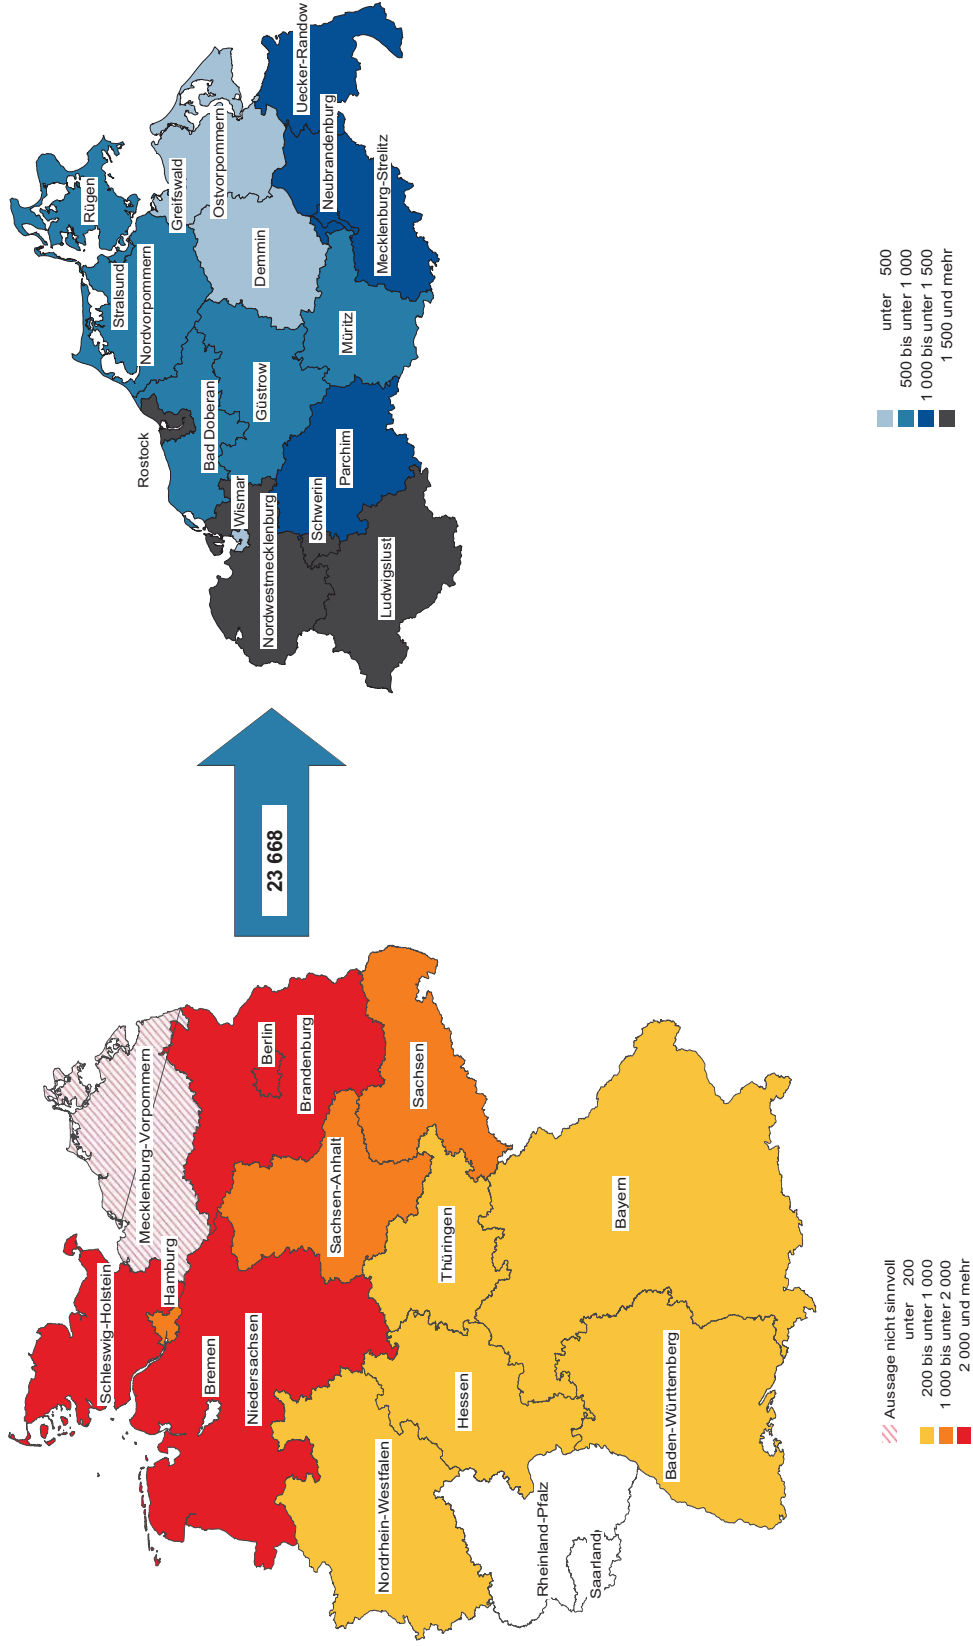 Schleswig-Holstein
Hamburg
Mecklenburg-Vorpommern
Bremen
Niedersachsen
Berlin
Brandenburg
Sachsen-Anhalt
Nordrhein-Westfalen
Sachsen
Thüringen
Hessen
Rheinland-Pfalz
Saarland
Bayern
Baden-Württemberg
Aussage nicht sinnvoll
unter 200
200 bis unter 1 000
1 000 bis unter 2 000
2 000 und mehr
23 668
Rügen
Stralsund
Nordvorpommern
Greifswald
Ostvorpommern
Rostock
Bad Doberan
Wismar
Nordwestmecklenburg
Güstrow
Demmin
Uecker-Randow
Neubrandenburg
Schwerin
Parchim
Müritz
Mecklenburg-Strelitz
Ludwigslust
unter 500
500 bis unter 1 000
1 000 bis unter 1 500
1 500 und mehr